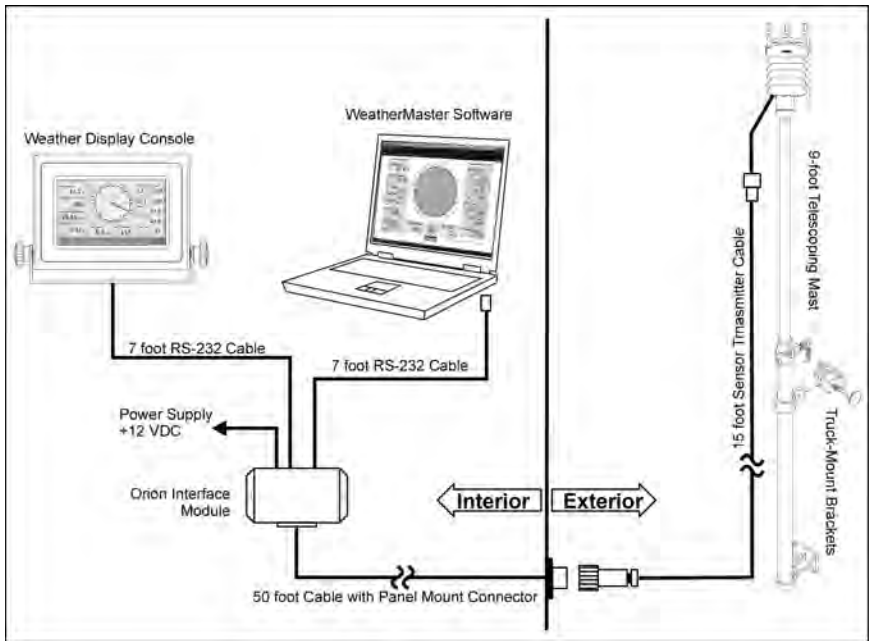 WeatherMaster Software
Weather Display Console
7 foot RS-232 Cable
7 foot RS-232 Cable
Power Supply
+12 VDC
Orion Interface
Module
Interior
Exterior
50 foot Cable with Panel Mount Connector
15 foot Sensor Trnasmitter Cable
9-foot Telescoping Mast
Truck-Mount Brackets